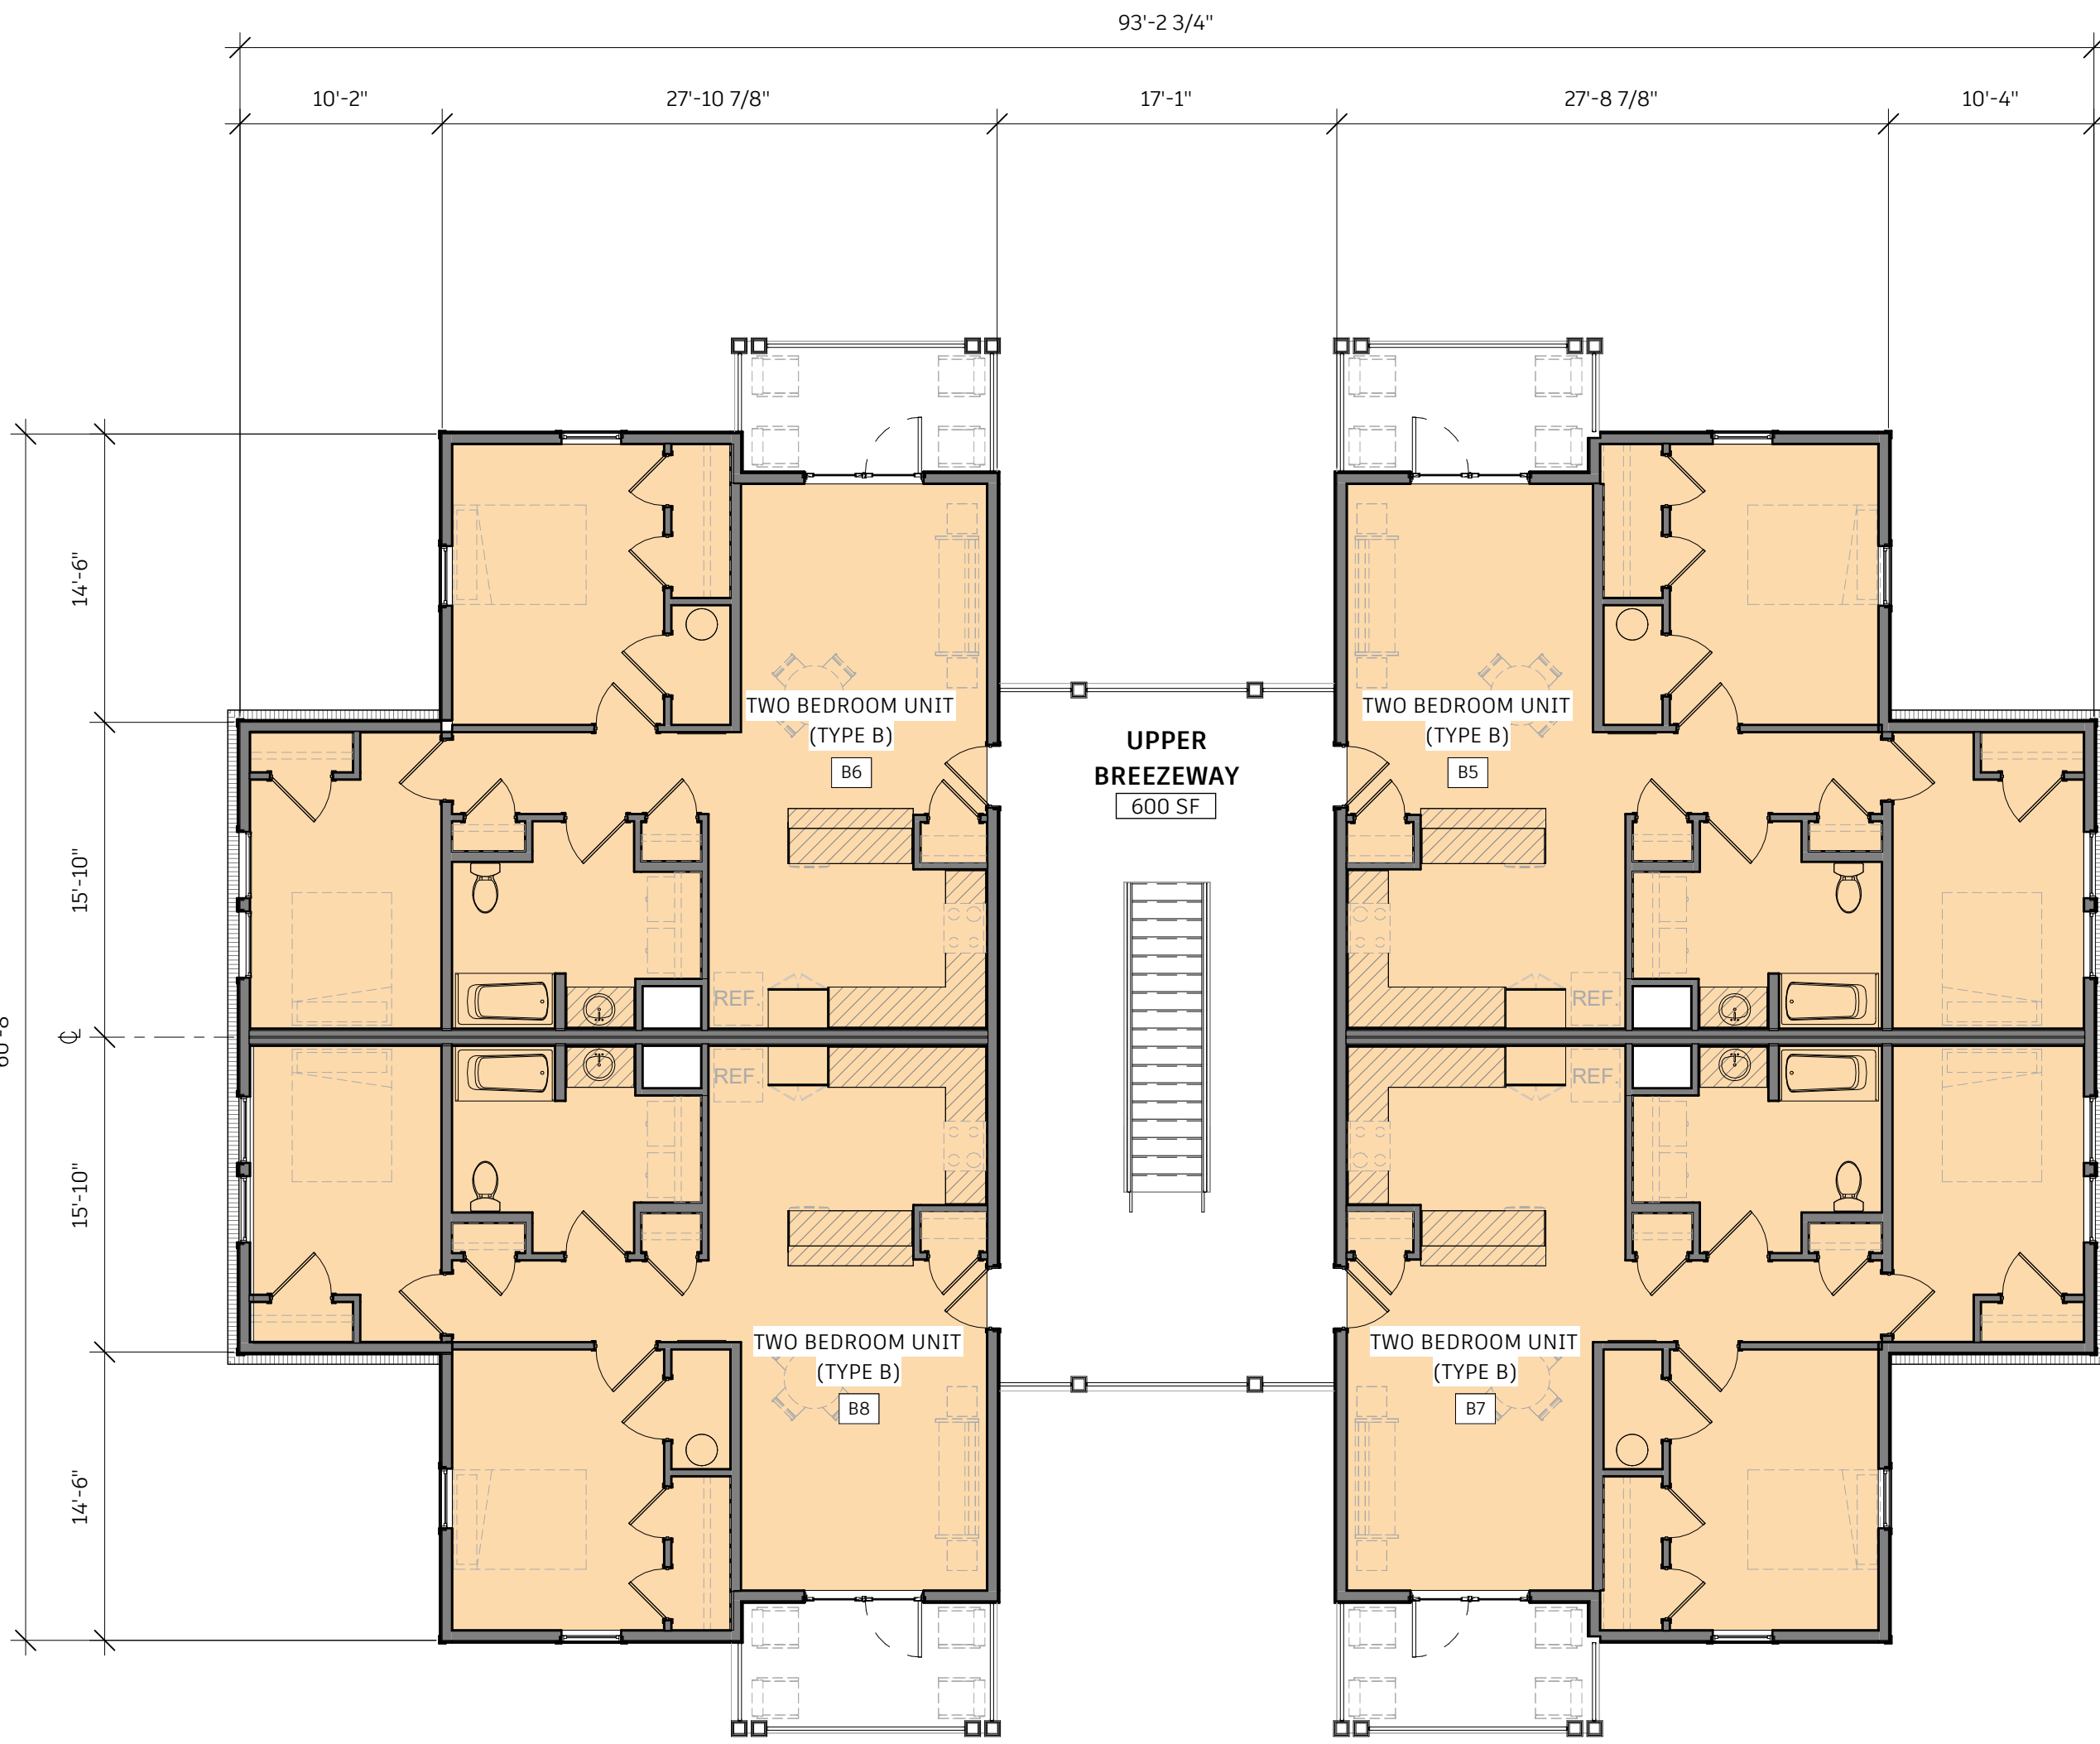 93'-2 3/4"
10'-2"
27'-10 7/8"
17'-1"
27'-8 7/8"
10'-4"
14'-6"
TWO BEDROOM UNIT
(TYPE B)
B6
UPPER
BREEZEWAY
600 SF
TWO BEDROOM UNIT
(TYPE B)
B5
15'-10"
REF.
REF.
℄
REF.
REF.
15'-10"
TWO BEDROOM UNIT
(TYPE B)
B8
TWO BEDROOM UNIT
(TYPE B)
B7
14'-6"